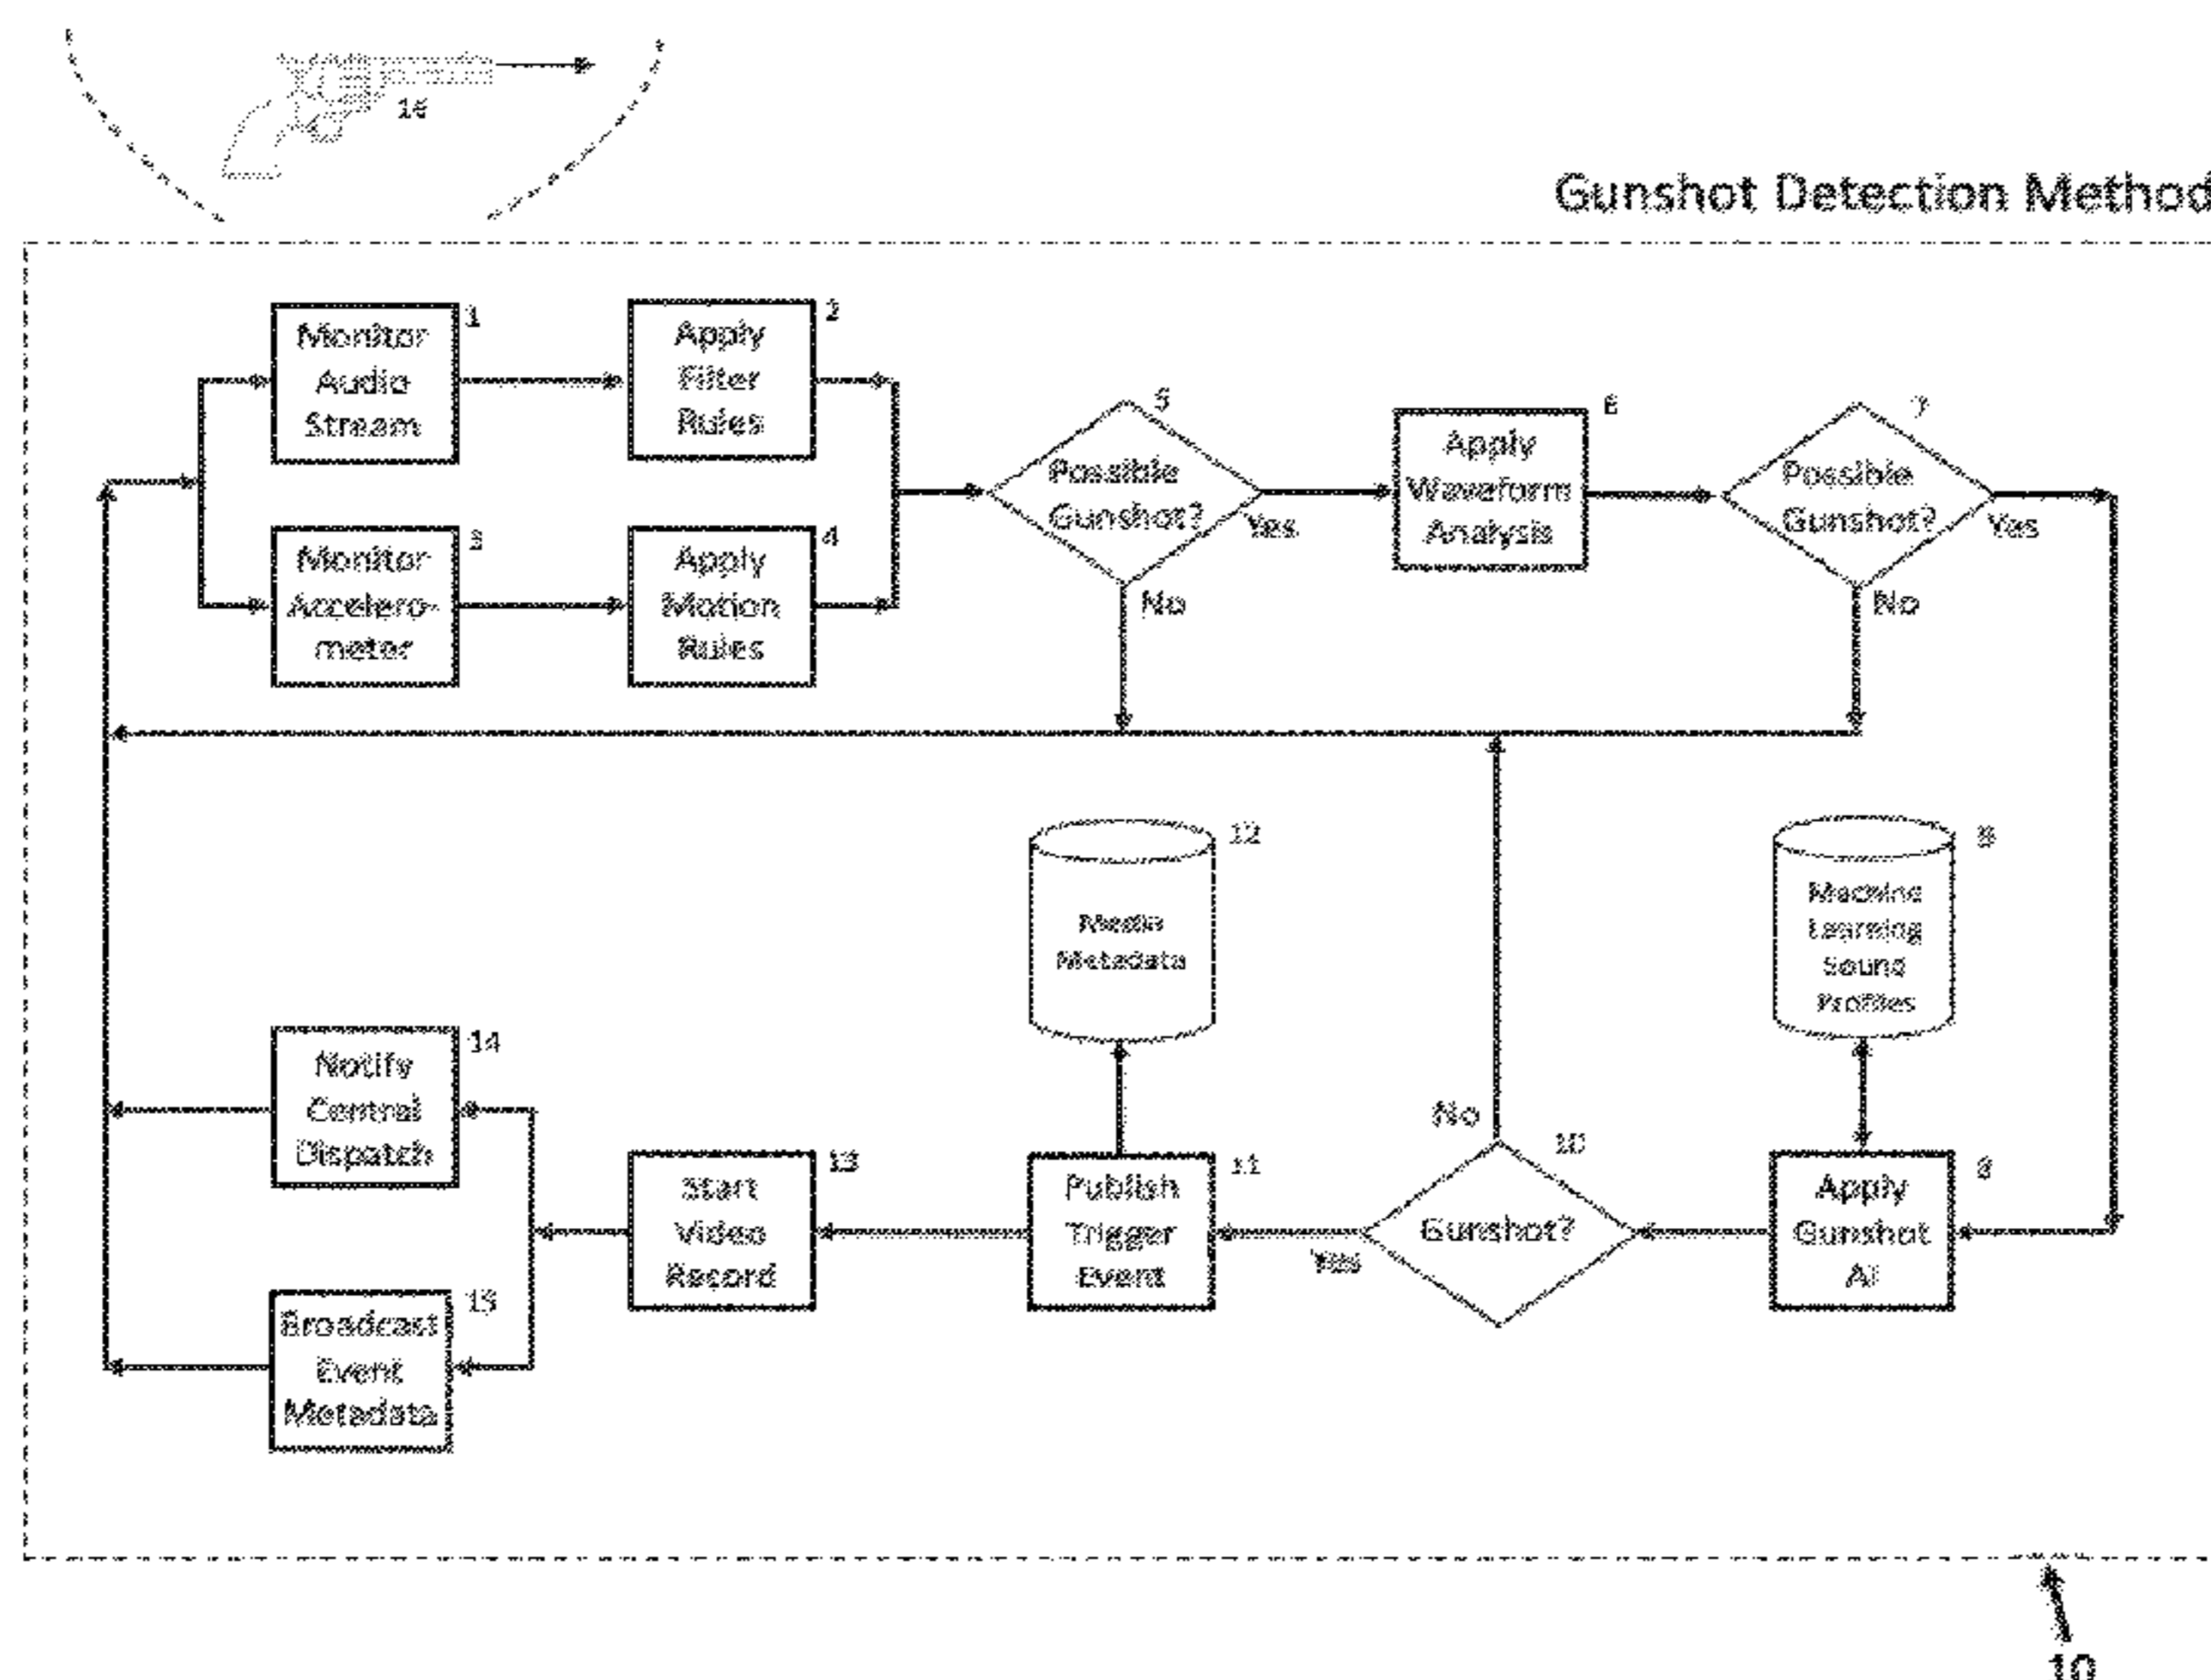 16
Gunshot Detection Method
1
Monitor
Audio
Stream
2
Apply
Filter
Rules
3
Monitor
Accelero-
meter
4
Apply
Motion
Rules
5
Possible
Gunshot?
Yes
No
6
Apply
Waveform
Analysis
7
Possible
Gunshot?
Yes
No
12
Media
Metadata
9
Machine
Learning
Sound
Profiles
14
Notify
Central
Dispatch
13
Start
Video
Record
11
Publish
Trigger
Event
No
10
Gunshot?
Yes
8
Apply
Gunshot
AI
15
Broadcast
Event
Metadata
10